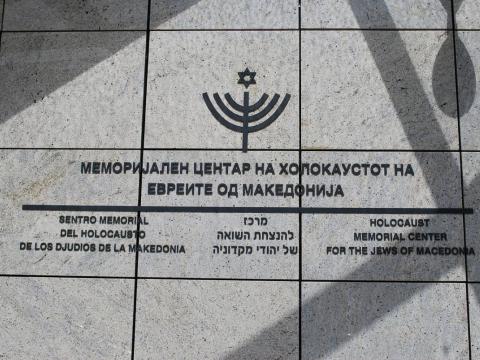 МЕМОРИЈАЛЕН ЦЕНТАР НА ХОЛОКАУСТОТ НА
ЕВРЕИТЕ ОД МАКЕДОНИЈА
SENTRO MEMORIAL
DEL HOLOCAUSTO
DE LOS DJUDIOS DE LA MAKEDONIA
מרכז
להנצחת השואה
של יהודי מקדוניה
HOLOCAUST
MEMORIAL CENTER
FOR THE JEWS OF MACEDONIA